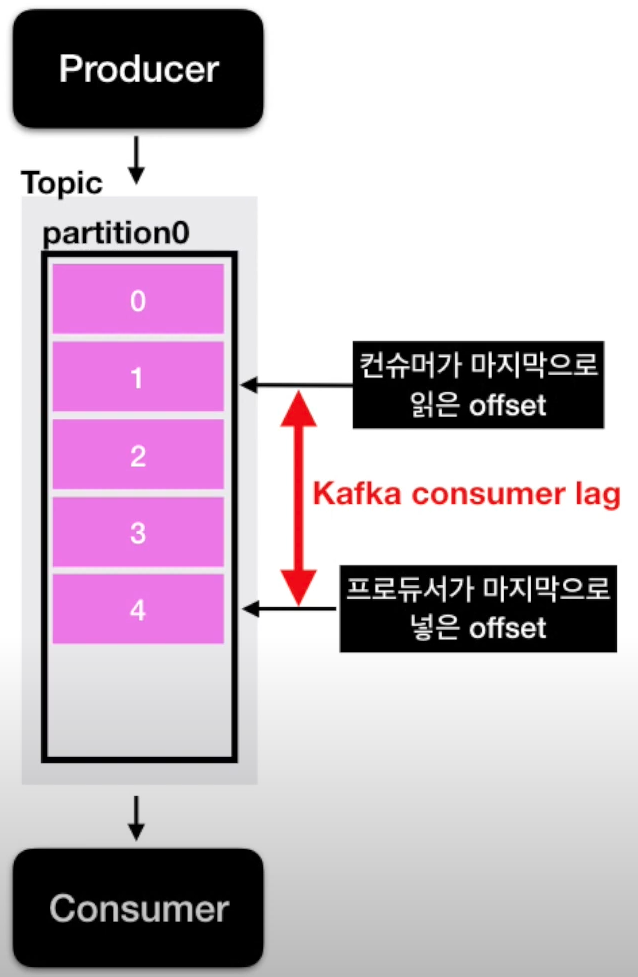 Producer
Topic
partition0
0
1
컨슈머가 마지막으로
읽은 offset
2
Kafka consumer lag
3
4
프로듀서가 마지막으로
넣은 offset
Consumer